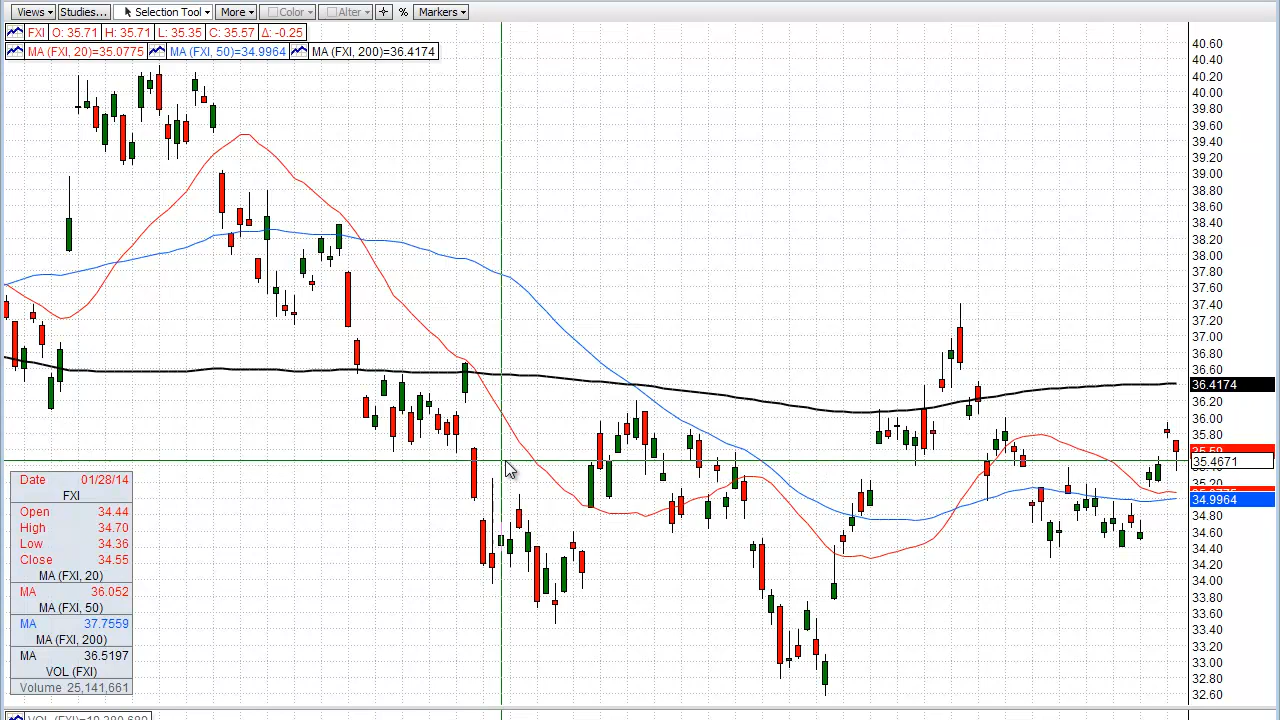 Views Studies... Selection Tool More Color Alter % Markers
FXI O: 35.71 H: 35.71 L: 35.35 C: 35.57 Δ: -0.25
MA (FXI, 20)=35.0775 MA (FXI, 50)=34.9964 MA (FXI, 200)=36.4174
40.60
40.40
40.20
40.00
39.80
39.60
39.40
39.20
39.00
38.80
38.60
38.40
38.20
38.00
37.80
37.60
37.40
37.20
37.00
36.80
36.60
36.4174
36.20
36.00
35.80
35.4671
35.20
34.9964
34.80
34.60
34.40
34.20
34.00
33.80
33.60
33.40
33.20
33.00
32.80
32.60
Date 01/28/14
FXI
Open 34.44
High 34.70
Low 34.36
Close 34.55
MA (FXI, 20)
MA 36.052
MA (FXI, 50)
MA 37.7559
MA (FXI, 200)
MA 36.5197
VOL (FXI)
Volume 25,141,661